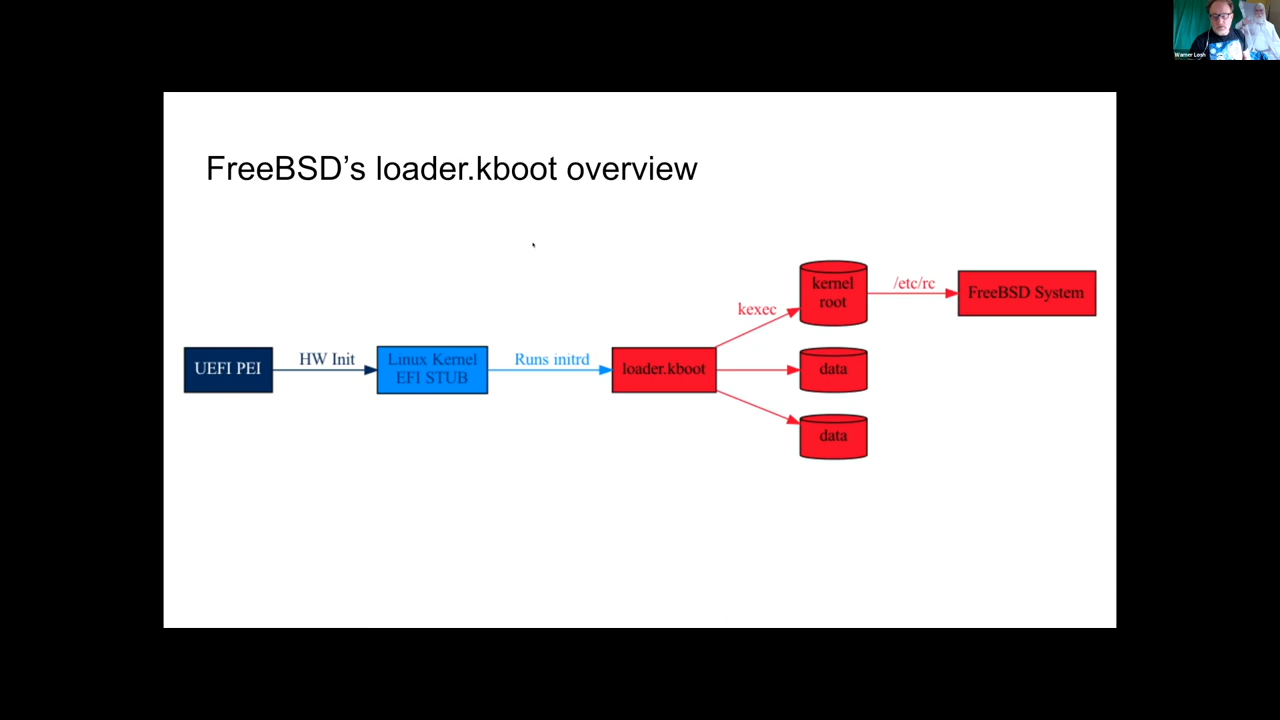 Warner Losh
FreeBSD's loader.kboot overview
kernel
root
/etc/rc
FreeBSD System
kexec
UEFI PEI
HW Init
Linux Kernel
EFI STUB
Runs initrd
loader.kboot
data
data